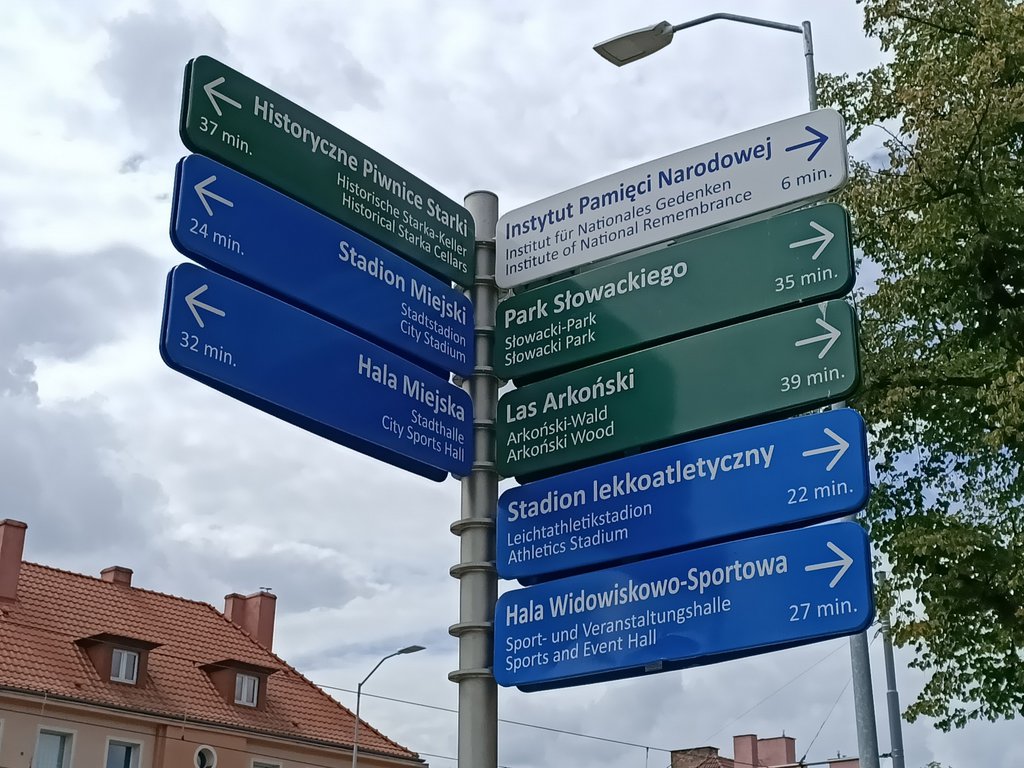 Historyczne Piwnice Starki
Historische Starka-Keller
Historical Starka Cellars
37 min.
Stadion Miejski
Stadtstadion
City Stadium
24 min.
Hala Miejska
Stadthalle
City Sports Hall
32 min.
Instytut Pamięci Narodowej
Institut für Nationales Gedenken
Institute of National Remembrance
6 min.
Park Słowackiego
Słowacki-Park
Słowacki Park
35 min.
Las Arkoński
Arkoński-Wald
Arkoński Wood
39 min.
Stadion lekkoatletyczny
Leichtathletikstadion
Athletics Stadium
22 min.
Hala Widowiskowo-Sportowa
Sport- und Veranstaltungshalle
Sports and Event Hall
27 min.